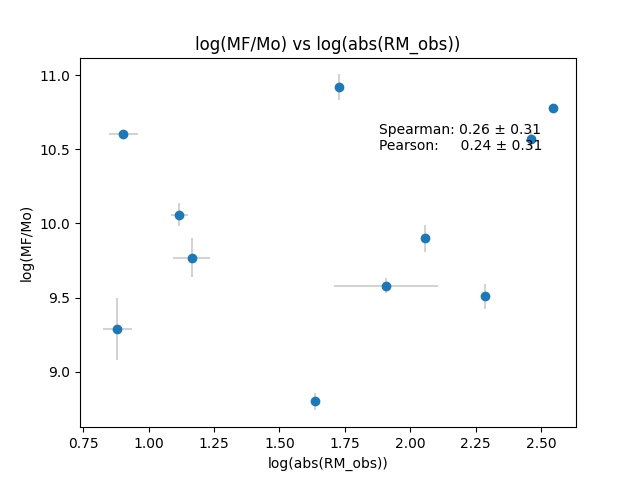 log(MF/Mo) vs log(abs(RM_obs))
11.0
10.5
10.0
9.5
9.0
log(MF/Mo)
Spearman: 0.26 ± 0.31
Pearson: 0.24 ± 0.31
0.75 1.00 1.25 1.50 1.75 2.00 2.25 2.50
log(abs(RM_obs))